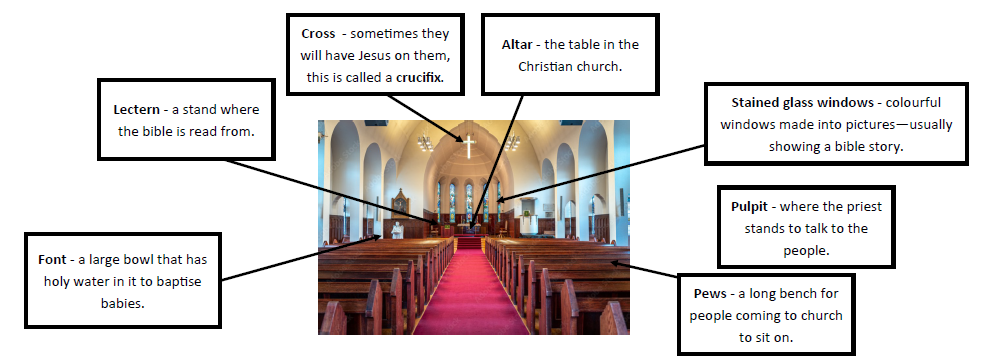 Cross - sometimes they
will have Jesus on them,
this is called a crucifix.
Altar - the table in the
Christian church.
Lectern - a stand where
the bible is read from.
Stained glass windows - colourful
windows made into pictures—usually
showing a bible story.
Pulpit - where the priest
stands to talk to the
people.
Font - a large bowl that has
holy water in it to baptise
babies.
Pews - a long bench for
people coming to church
to sit on.